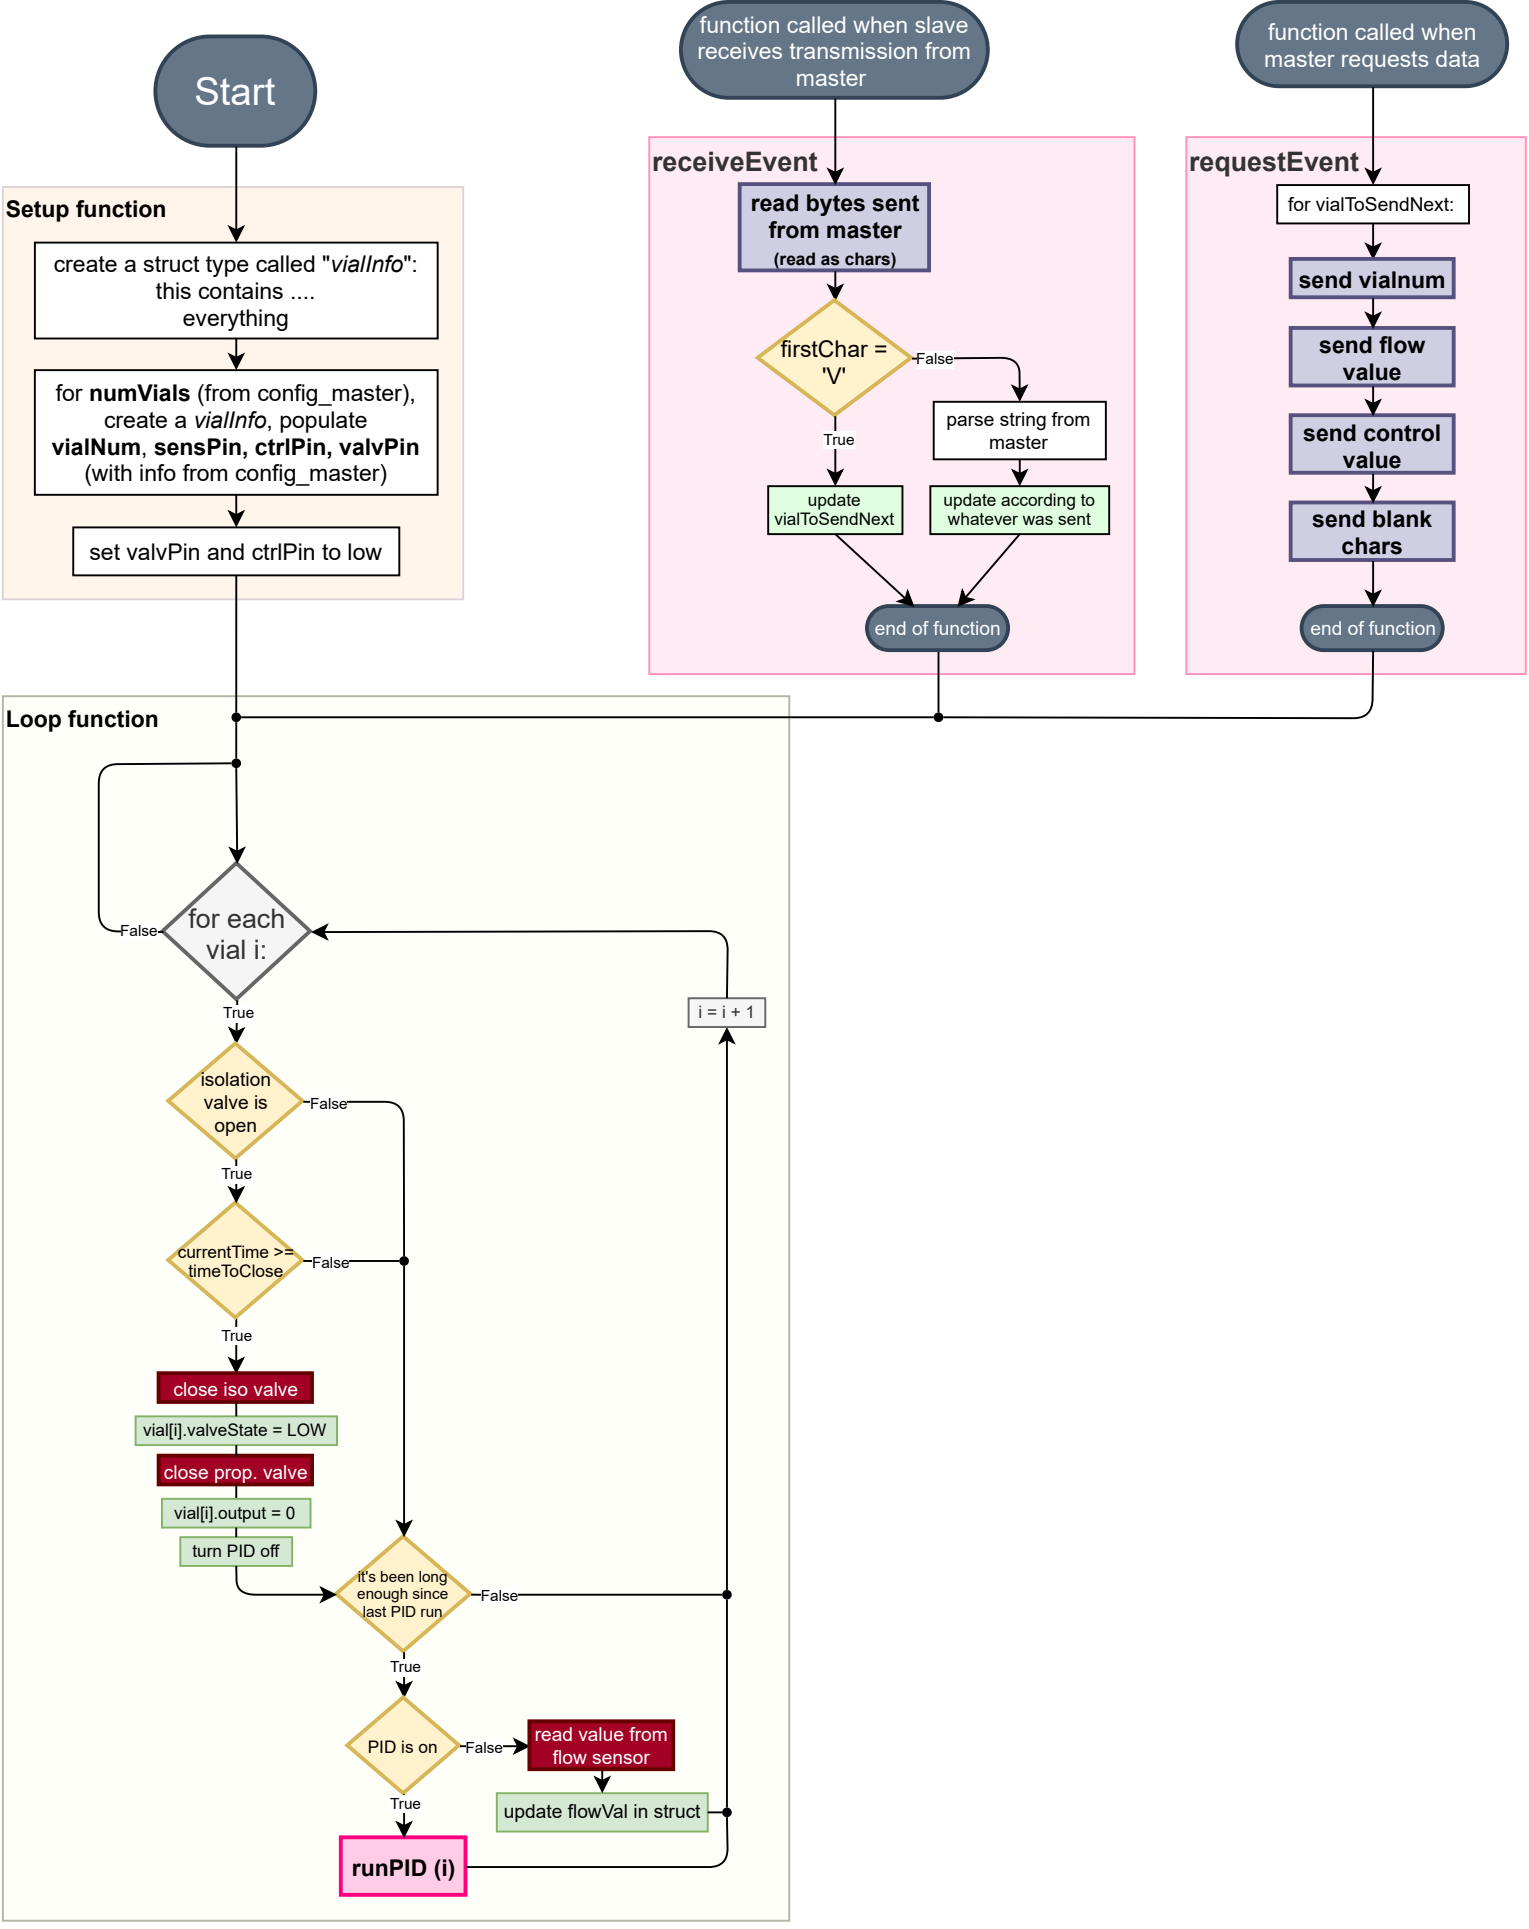 Start
Setup function
create a struct type called "vialInfo":
this contains ....
everything
for numVials (from config_master),
create a vialInfo, populate
vialNum, sensPin, ctrlPin, valvPin
(with info from config_master)
set valvPin and ctrlPin to low
function called when slave
receives transmission from
master
receiveEvent
read bytes sent
from master
(read as chars)
firstChar =
'V'
False
True
parse string from
master
update
vialToSendNext
update according to
whatever was sent
end of function
function called when
master requests data
requestEvent
for vialToSendNext:
send vialnum
send flow
value
send control
value
send blank
chars
end of function
Loop function
for each
vial i:
False
True
i = i + 1
isolation
valve is
open
False
True
currentTime >=
timeToClose
False
True
close iso valve
vial[i].valveState = LOW
close prop. valve
vial[i].output = 0
turn PID off
it's been long
enough since
last PID run
False
True
PID is on
False
read value from
flow sensor
update flowVal in struct
True
runPID (i)